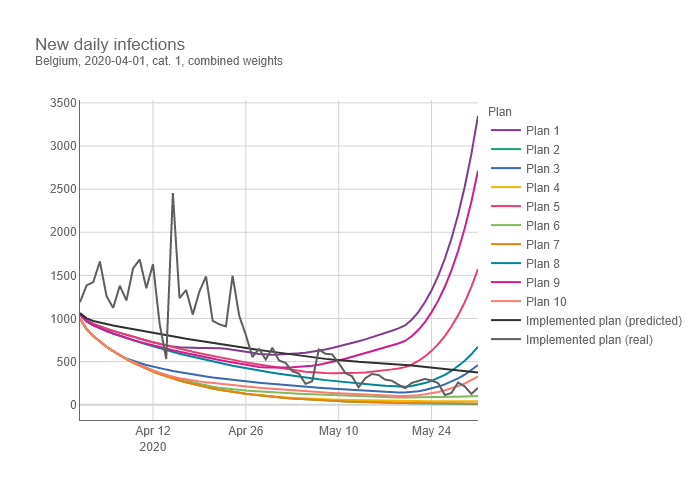 New daily infections
Belgium, 2020-04-01, cat. 1, combined weights
3500
3000
2500
2000
1500
1000
500
0
Apr 12
2020
Apr 26
May 10
May 24
Plan
Plan 1
Plan 2
Plan 3
Plan 4
Plan 5
Plan 6
Plan 7
Plan 8
Plan 9
Plan 10
Implemented plan (predicted)
Implemented plan (real)